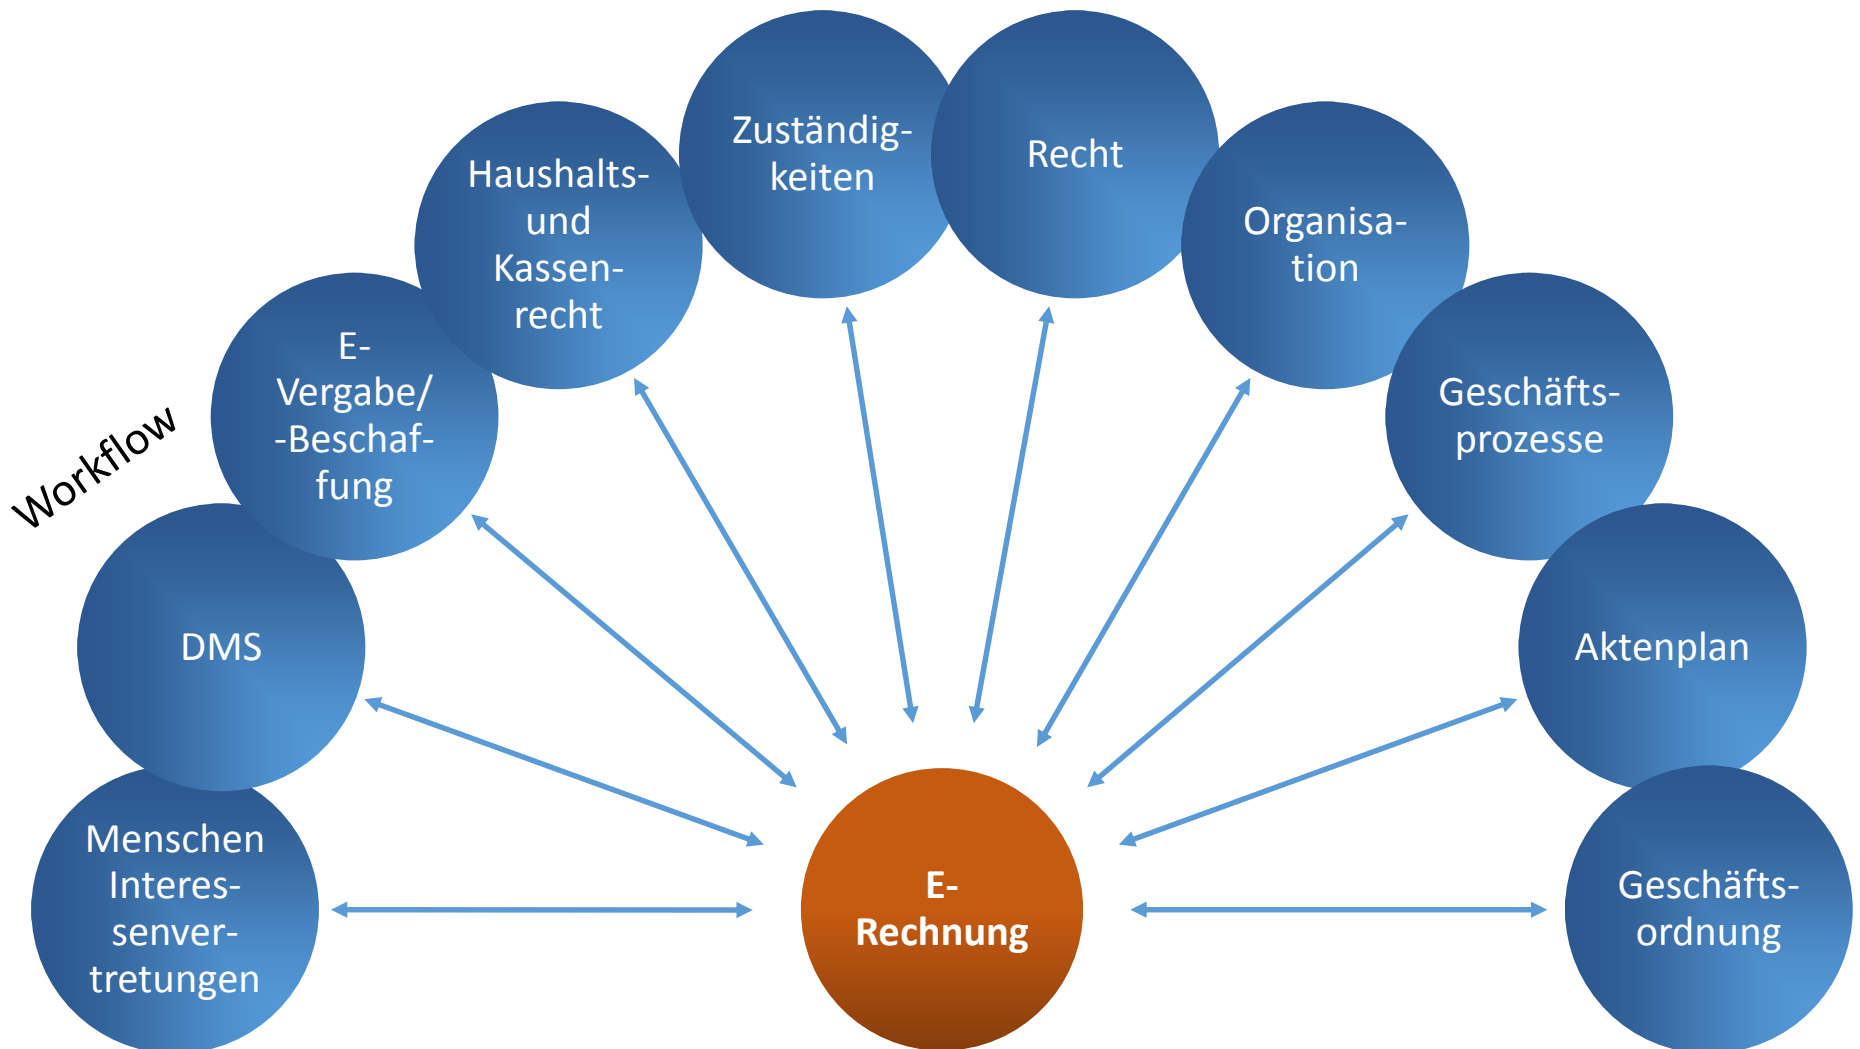 Zuständig-
keiten
Recht
Haushalts-
und
Kassen-
recht
Organisa-
tion
E-
Vergabe/
-Beschaf-
fung
Geschäfts-
prozesse
Workflow
DMS
Aktenplan
Menschen
Interes-
senver-
tretungen
E-
Rechnung
Geschäfts-
ordnung